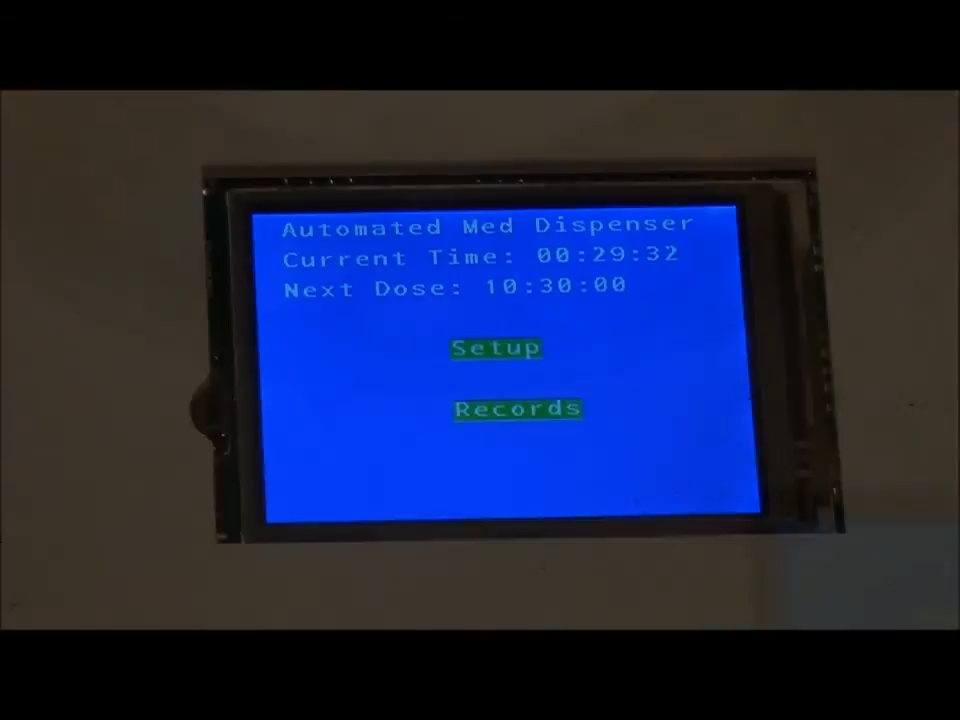 Automated Med Dispenser
Current Time: 00:29:32
Next Dose: 10:30:00
Setup
Records